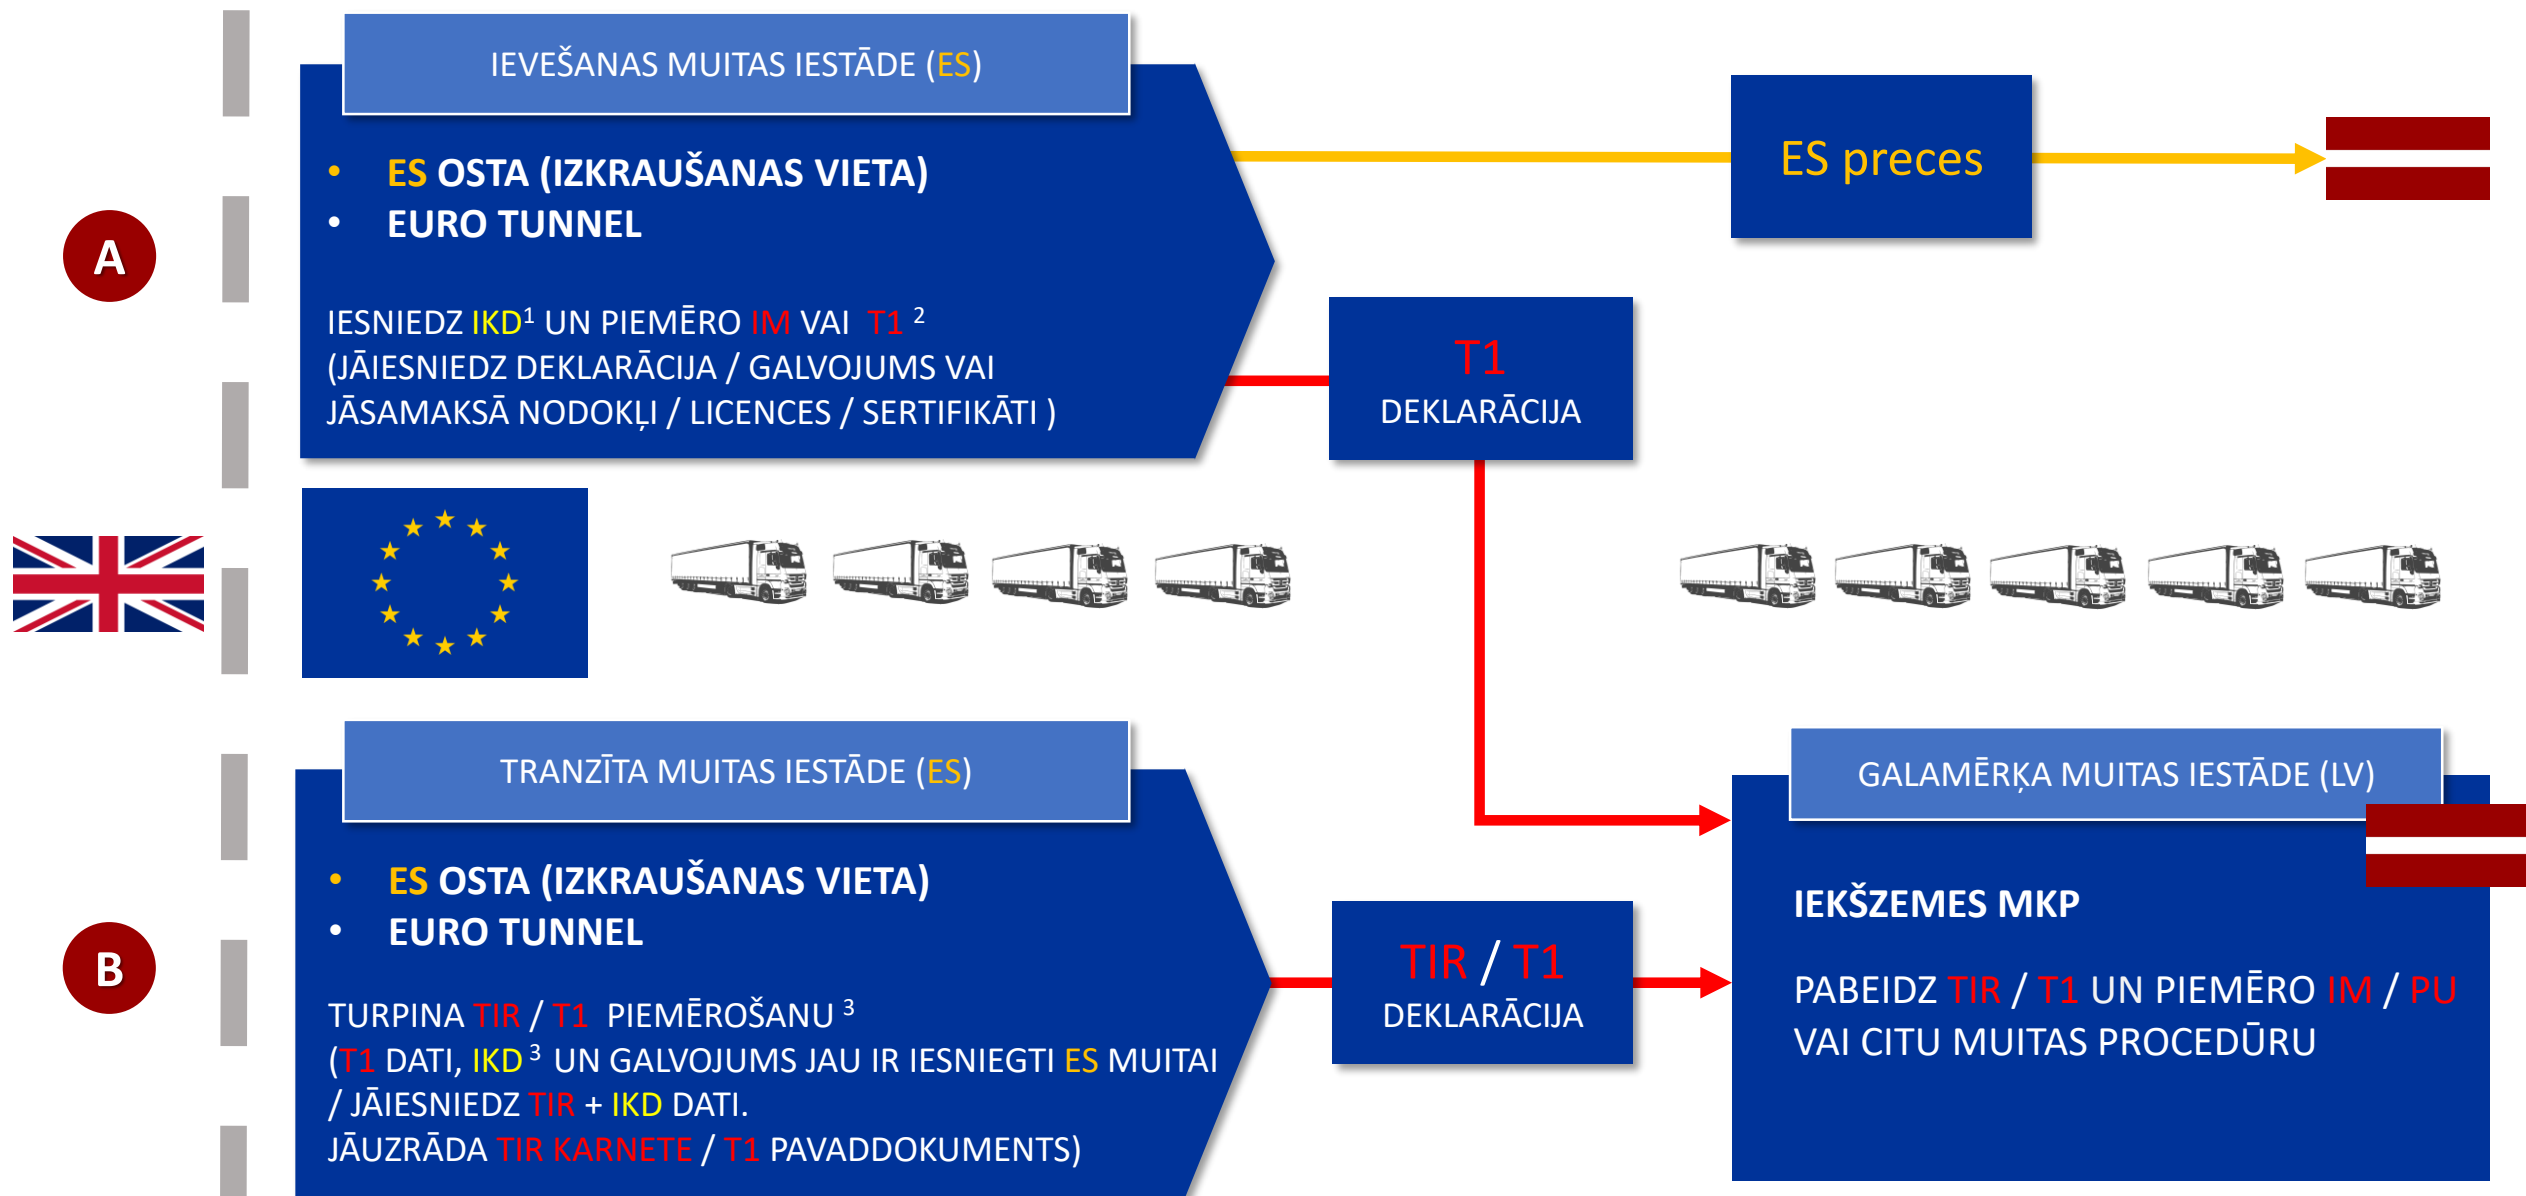 IEVEŠANAS MUITAS IESTĀDE (ES)
• ES OSTA (IZKRAUŠANAS VIETA)
• EURO TUNNEL
IESNIEDZ IKD¹ UN PIEMĒRO IM VAI T1 ²
(JĀIESNIEDZ DEKLARĀCIJA / GALVOJUMS VAI
JĀSAMAKSĀ NODOKĻI / LICENCES / SERTIFIKĀTI )
ES preces
A
T1
DEKLARĀCIJA
TRANZĪTA MUITAS IESTĀDE (ES)
• ES OSTA (IZKRAUŠANAS VIETA)
• EURO TUNNEL
TURPINA TIR / T1 PIEMĒROŠANU ³
(T1 DATI, IKD ³ UN GALVOJUMS JAU IR IESNIEGTI ES MUITAI
/ JĀIESNIEDZ TIR + IKD DATI.
JĀUZRĀDA TIR KARNETE / T1 PAVADDOKUMENTS)
B
TIR / T1
DEKLARĀCIJA
GALAMĒRĶA MUITAS IESTĀDE (LV)
IEKŠZEMES MKP
PABEIDZ TIR / T1 UN PIEMĒRO IM / PU
VAI CITU MUITAS PROCEDŪRU